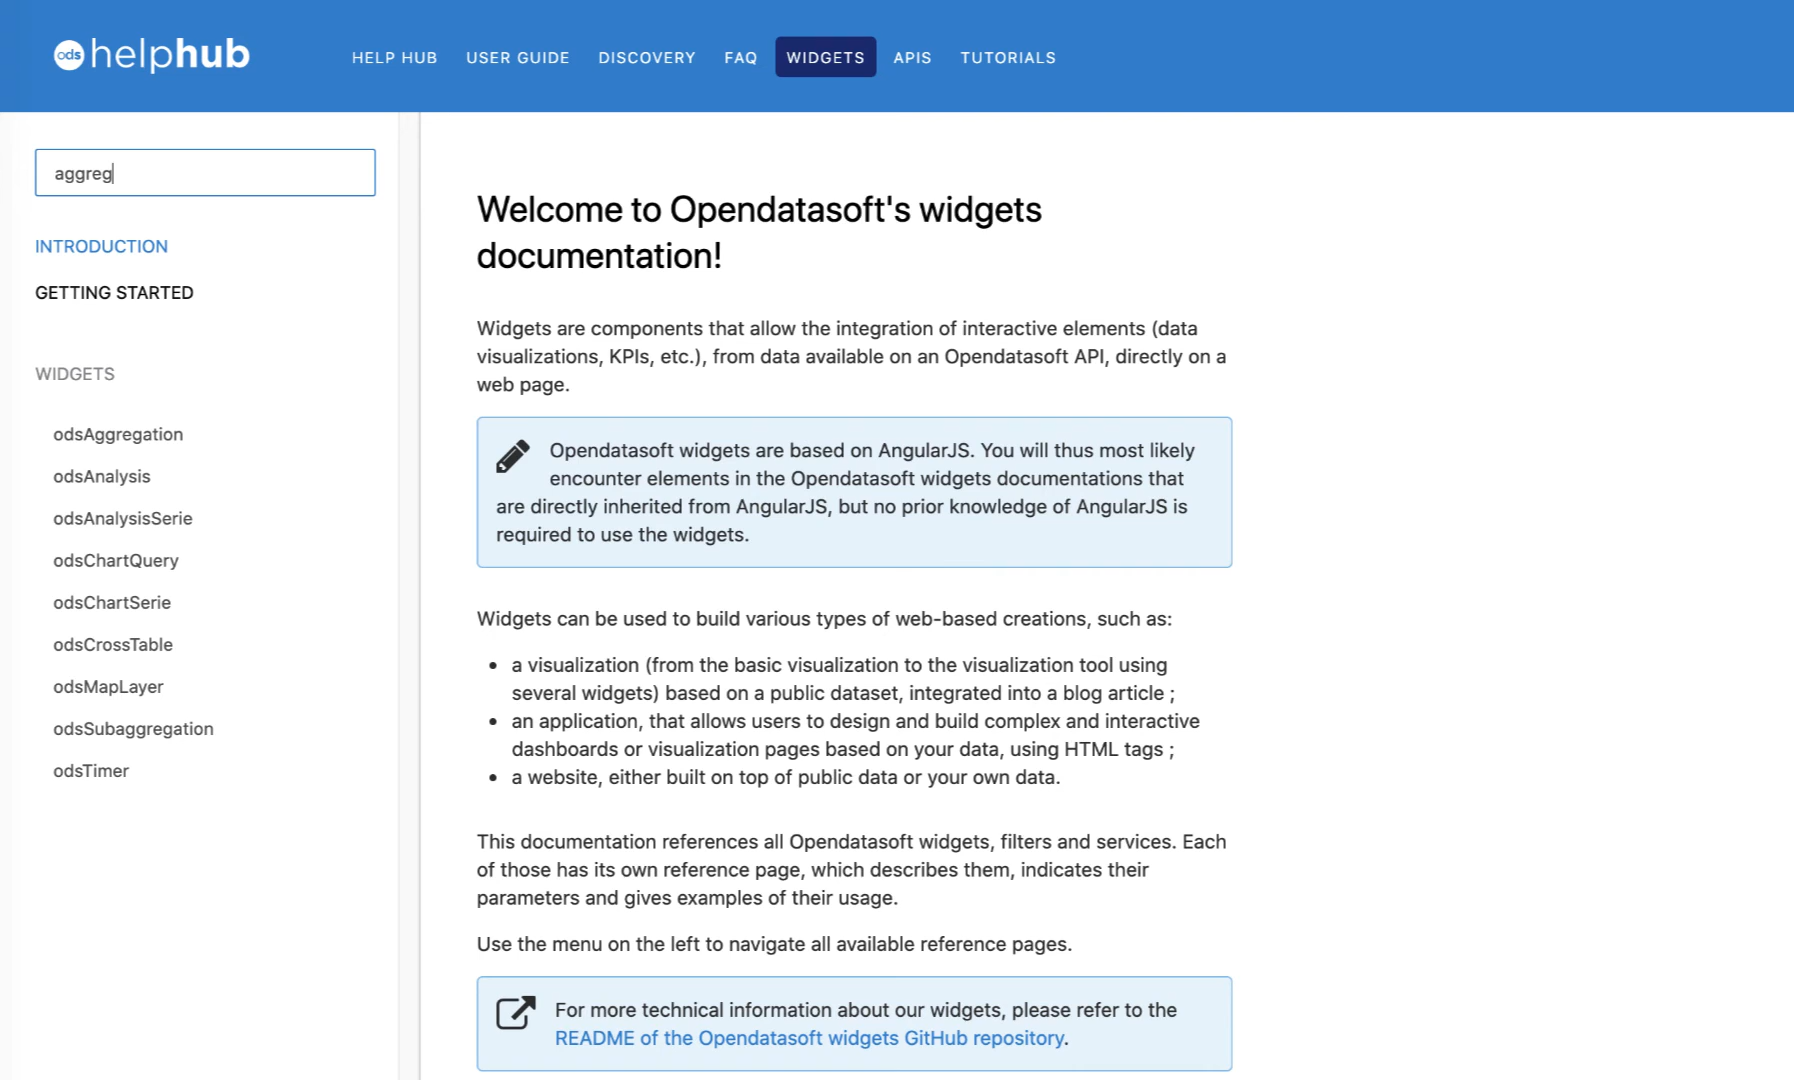 ods helphub
HELP HUB
USER GUIDE
DISCOVERY
FAQ
WIDGETS
APIS
TUTORIALS
aggreg
INTRODUCTION
GETTING STARTED
WIDGETS
odsAggregation
odsAnalysis
odsAnalysisSerie
odsChartQuery
odsChartSerie
odsCrossTable
odsMapLayer
odsSubaggregation
odsTimer
Welcome to Opendatasoft's widgets
documentation!
Widgets are components that allow the integration of interactive elements (data
visualizations, KPIs, etc.), from data available on an Opendatasoft API, directly on a
web page.
Opendatasoft widgets are based on AngularJS. You will thus most likely
encounter elements in the Opendatasoft widgets documentations that
are directly inherited from AngularJS, but no prior knowledge of AngularJS is
required to use the widgets.
Widgets can be used to build various types of web-based creations, such as:
• a visualization (from the basic visualization to the visualization tool using
several widgets) based on a public dataset, integrated into a blog article ;
• an application, that allows users to design and build complex and interactive
dashboards or visualization pages based on your data, using HTML tags ;
• a website, either built on top of public data or your own data.
This documentation references all Opendatasoft widgets, filters and services. Each
of those has its own reference page, which describes them, indicates their
parameters and gives examples of their usage.
Use the menu on the left to navigate all available reference pages.
For more technical information about our widgets, please refer to the
README of the Opendatasoft widgets GitHub repository.